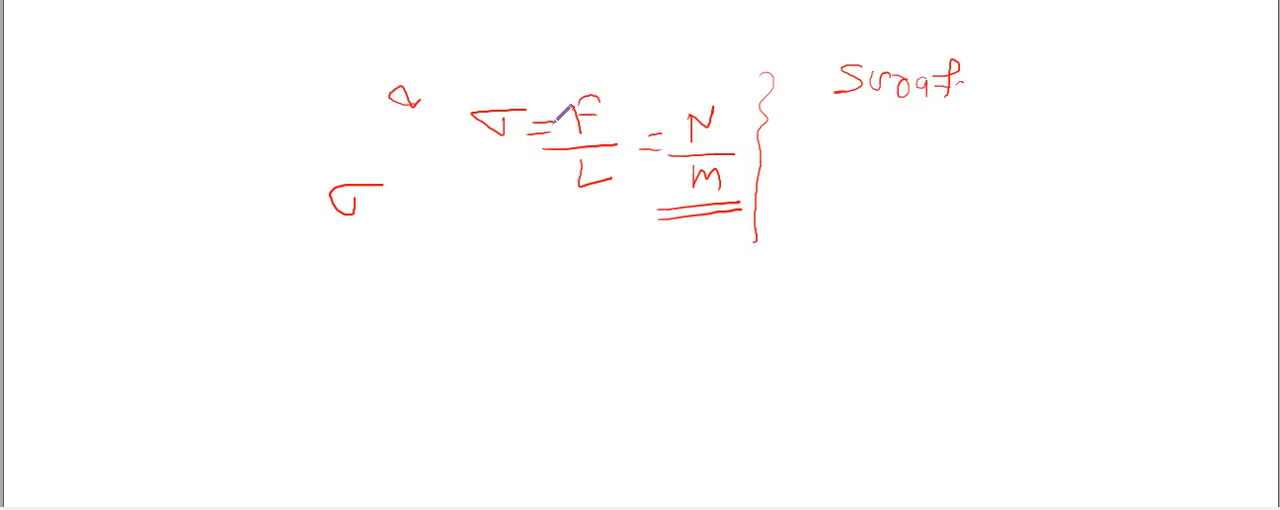 σ = F/L = N/m
σ